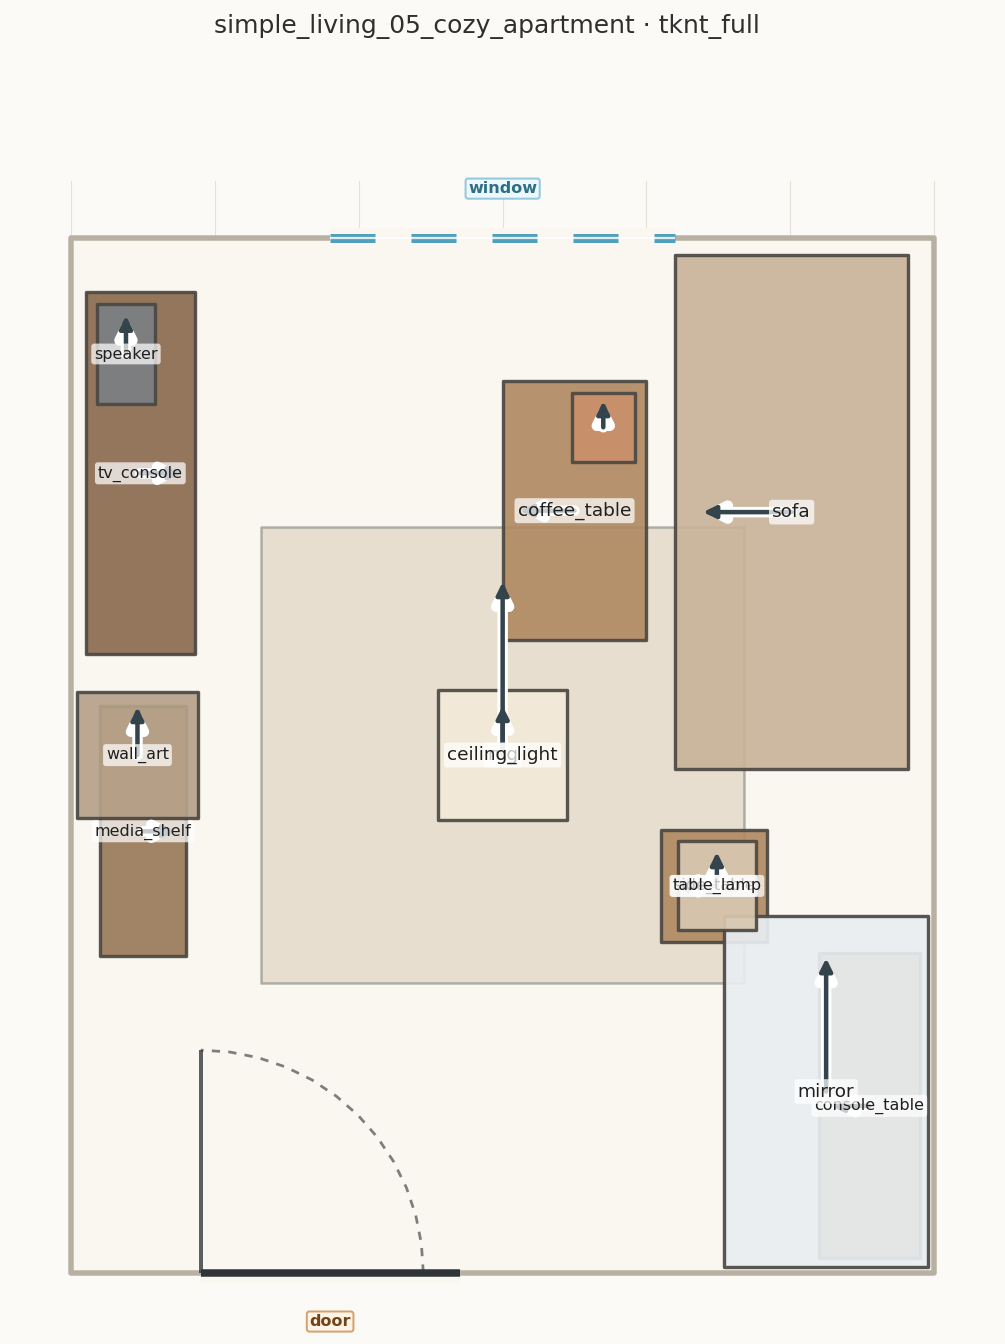 simple_living_05_cozy_apartment · tknt_full
window
speaker
tv_console
coffee_table
sofa
wall_art
ceiling_light
media_shelf
table_lamp
mirror
console_table
door